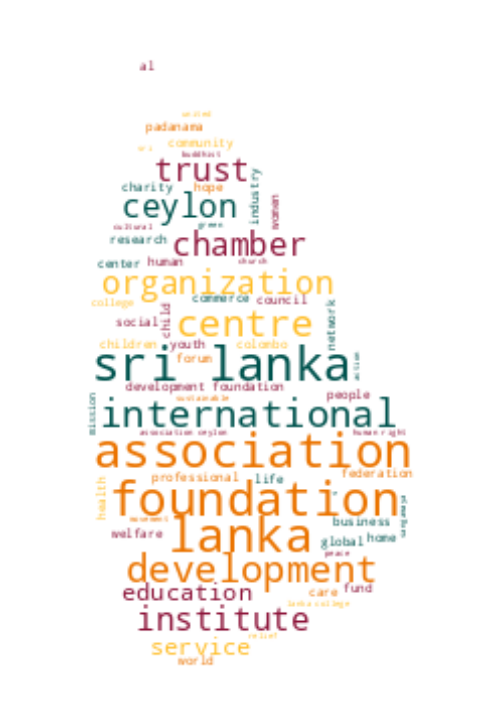 al
united
padanama
community
sri
buddhist
trust
charity hope
industry
women
ceylon
cultural green
research chamber
church
center human
organization
college commerce council
child
social centre
network
children youth colombo
sri lanka
forum
action
development foundation
people
sustainable
mission
international
association ceylon human right
association
professional life federation
health
foundation
movement business
lanka
welfare global home
peace
development
education care fund
lanka college
institute
relief
service
world